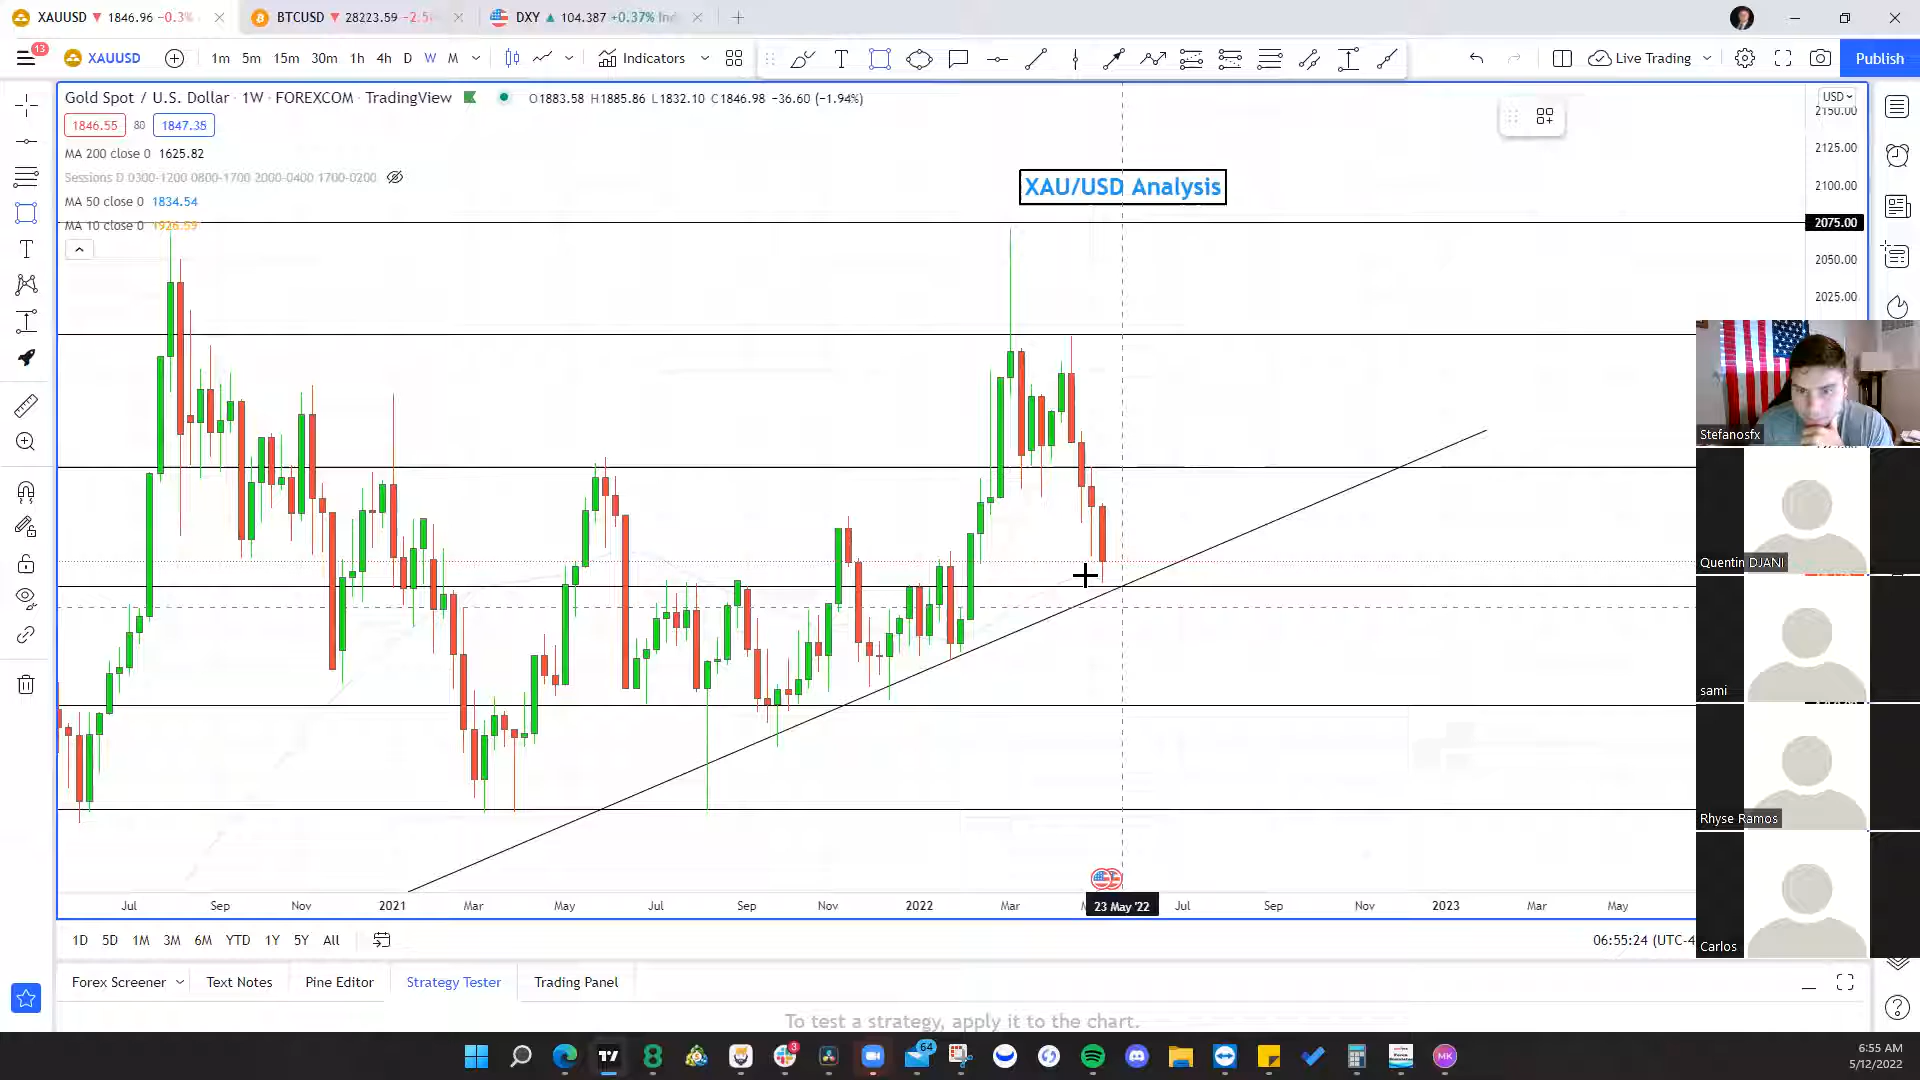 XAUUSD ▼ 1846.96 −0.3%
BTCUSD ▼ 28223.59 −2.5
DXY ▲ 104.387 +0.37%
13
XAUUSD
1m 5m 15m 30m 1h 4h D W M
Indicators
Live Trading
Publish
Gold Spot / U.S. Dollar · 1W · FOREXCOM · TradingView
O1883.58 H1885.86 L1832.10 C1846.98 −36.60 (−1.94%)
USD
1846.55 80 1847.35
MA 200 close 0 1625.82
Sessions D 0300-1200 0800-1700 2000-0400 1700-0200
MA 50 close 0 1834.54
MA 10 close 0 1926.59
XAU/USD Analysis
2150.00
2125.00
2100.00
2075.00
2050.00
2025.00
Stefanosfx
Quentin DJANI
sami
Rhyse Ramos
Carlos
Jul Sep Nov 2021 Mar May Jul Sep Nov 2022 Mar 23 May '22 Jul Sep Nov 2023 Mar May
1D 5D 1M 3M 6M YTD 1Y 5Y All
06:55:24 (UTC-4
Forex Screener Text Notes Pine Editor Strategy Tester Trading Panel
To test a strategy, apply it to the chart.
3
64
MK
6:55 AM
5/12/2022